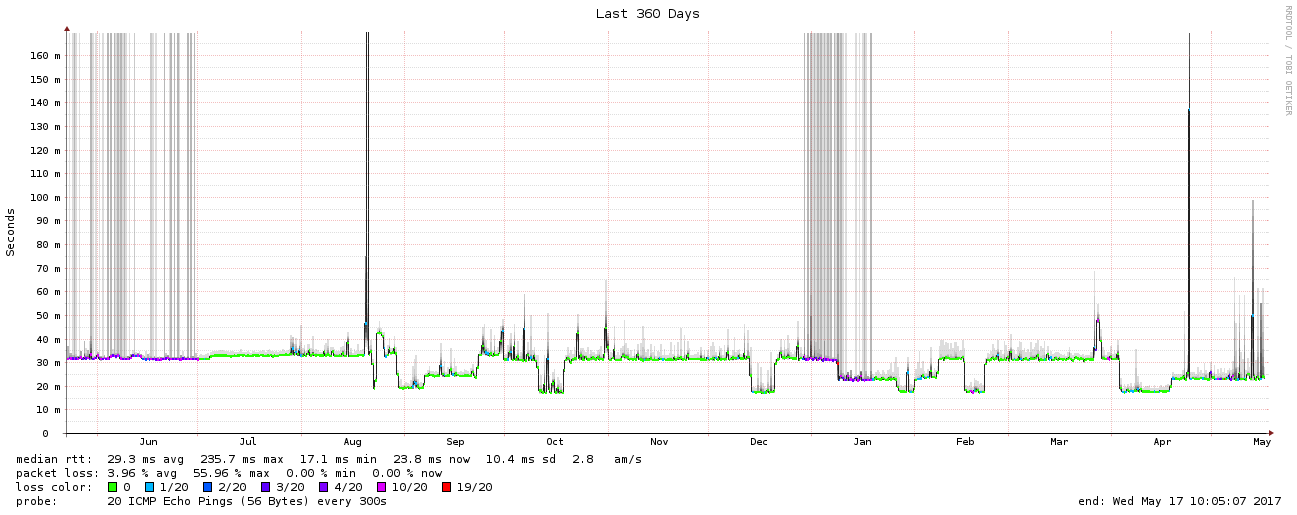 Last 360 Days
RRDTOOL / TOBI OETIKER
Seconds
160 m
150 m
140 m
130 m
120 m
110 m
100 m
90 m
80 m
70 m
60 m
50 m
40 m
30 m
20 m
10 m
0
Jun Jul Aug Sep Oct Nov Dec Jan Feb Mar Apr May
median rtt: 29.3 ms avg 235.7 ms max 17.1 ms min 23.8 ms now 10.4 ms sd 2.8 am/s
packet loss: 3.96 % avg 55.96 % max 0.00 % min 0.00 % now
loss color: 0 1/20 2/20 3/20 4/20 10/20 19/20
probe: 20 ICMP Echo Pings (56 Bytes) every 300s end: Wed May 17 10:05:07 2017